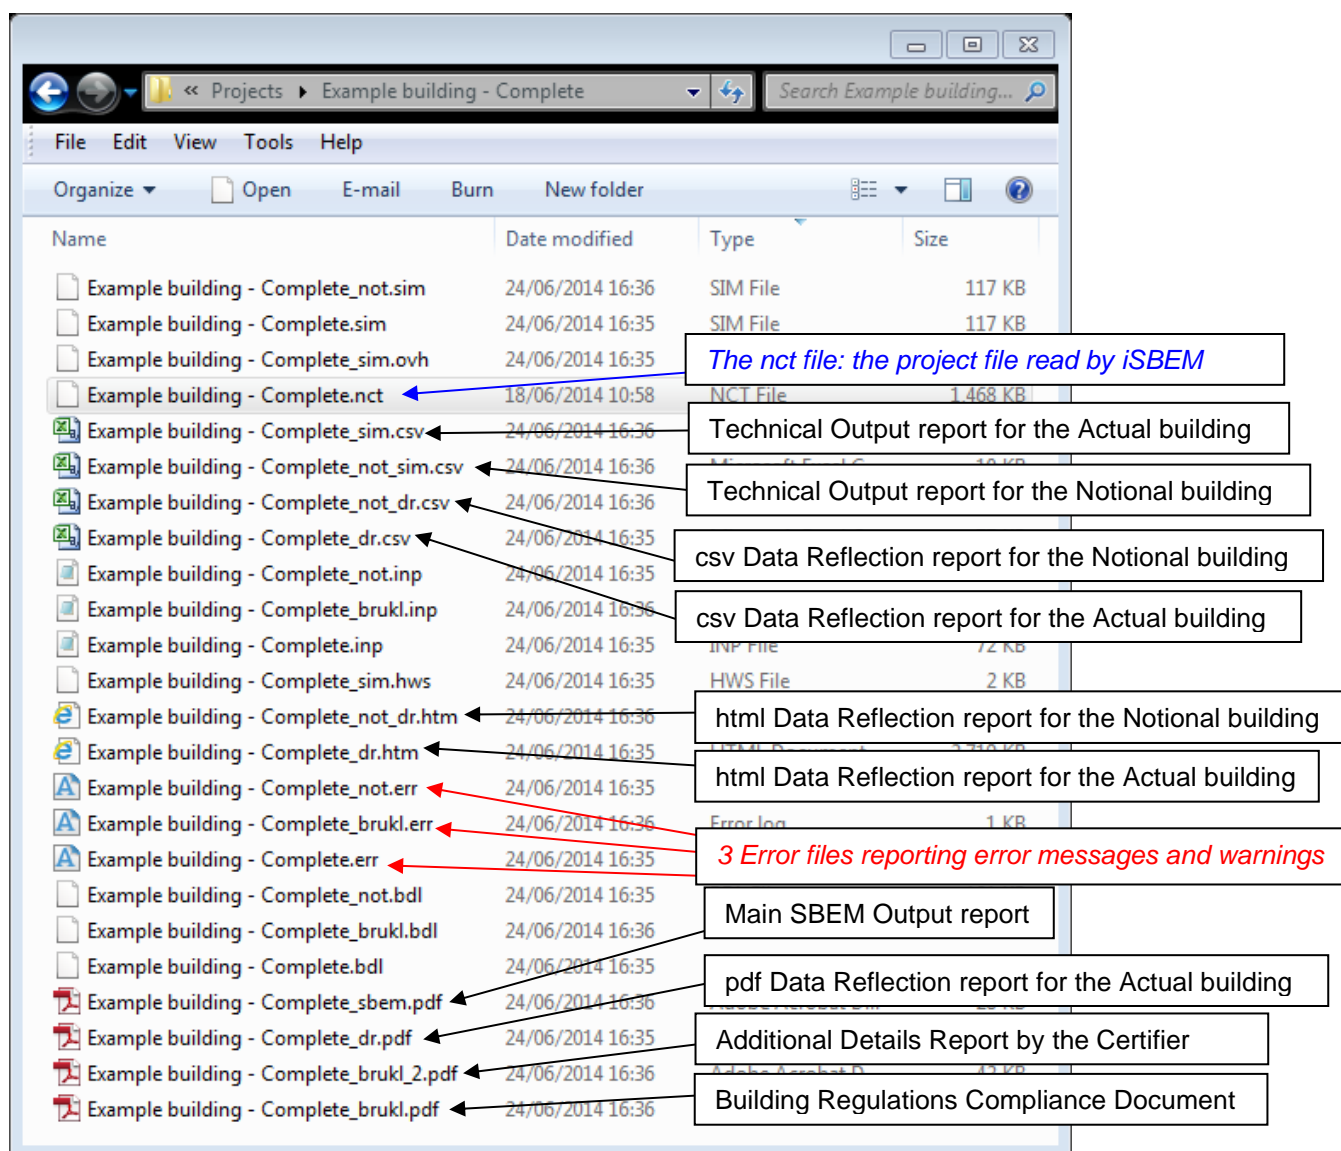 « Projects Example building - Complete
Search Example building...
File Edit View Tools Help
Organize Open E-mail Burn New folder
Name Date modified Type Size
Example building - Complete_not.sim 24/06/2014 16:36 SIM File 117 KB
Example building - Complete.sim 24/06/2014 16:35 SIM File 117 KB
Example building - Complete_sim.ovh 24/06/2014 16:35
The nct file: the project file read by iSBEM
Example building - Complete.nct 18/06/2014 10:58 NCT File 1,468 KB
Example building - Complete_sim.csv 24/06/2014 16:36
Technical Output report for the Actual building
Example building - Complete_not_sim.csv 24/06/2014 16:36
Technical Output report for the Notional building
Example building - Complete_not_dr.csv 24/06/2014 16:36
Example building - Complete_dr.csv 24/06/2014 16:35
csv Data Reflection report for the Notional building
Example building - Complete_not.inp 24/06/2014 16:35
Example building - Complete_brukl.inp 24/06/2014 16:36
csv Data Reflection report for the Actual building
Example building - Complete.inp 24/06/2014 16:35 INP File 72 KB
Example building - Complete_sim.hws 24/06/2014 16:35 HWS File 2 KB
Example building - Complete_not_dr.htm 24/06/2014 16:36
html Data Reflection report for the Notional building
Example building - Complete_dr.htm 24/06/2014 16:35
html Data Reflection report for the Actual building
Example building - Complete_not.err 24/06/2014 16:35
Example building - Complete_brukl.err 24/06/2014 16:36 Error log 1 KB
3 Error files reporting error messages and warnings
Example building - Complete.err 24/06/2014 16:35
Example building - Complete_not.bdl 24/06/2014 16:35
Main SBEM Output report
Example building - Complete_brukl.bdl 24/06/2014 16:36
Example building - Complete.bdl 24/06/2014 16:35
pdf Data Reflection report for the Actual building
Example building - Complete_sbem.pdf 24/06/2014 16:36
Example building - Complete_dr.pdf 24/06/2014 16:35
Additional Details Report by the Certifier
Example building - Complete_brukl_2.pdf 24/06/2014 16:36
Example building - Complete_brukl.pdf 24/06/2014 16:36
Building Regulations Compliance Document